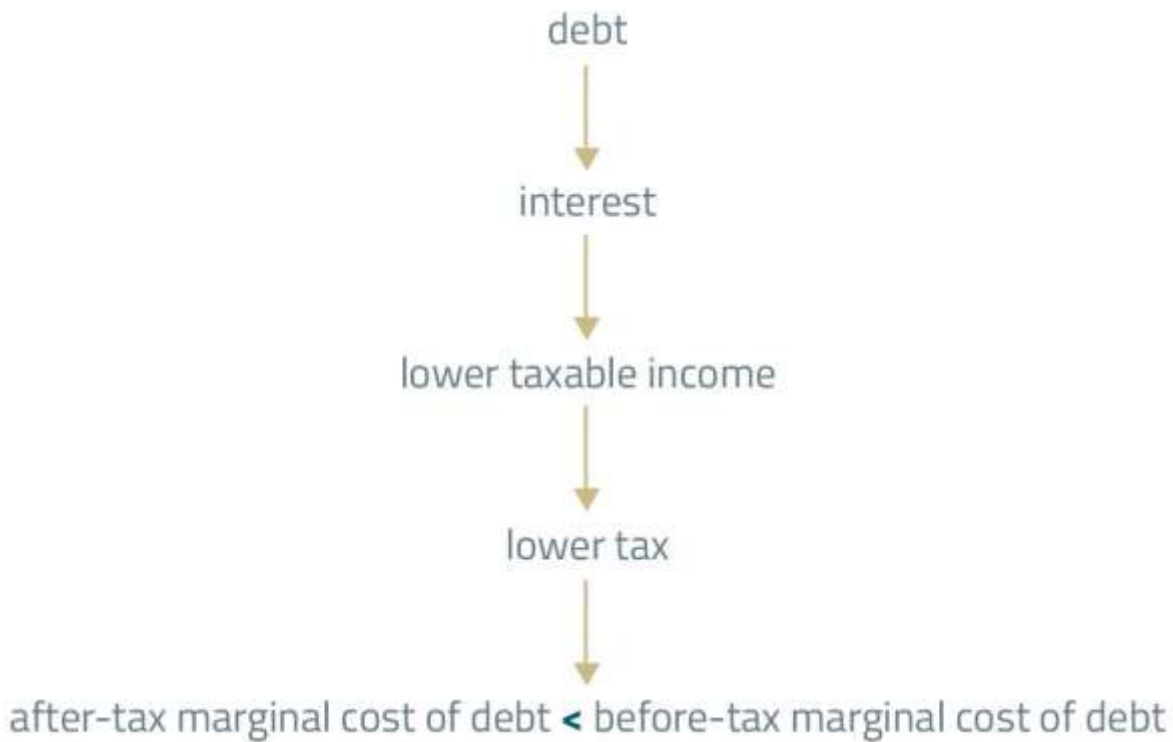 debt
interest
lower taxable income
lower tax
after-tax marginal cost of debt < before-tax marginal cost of debt